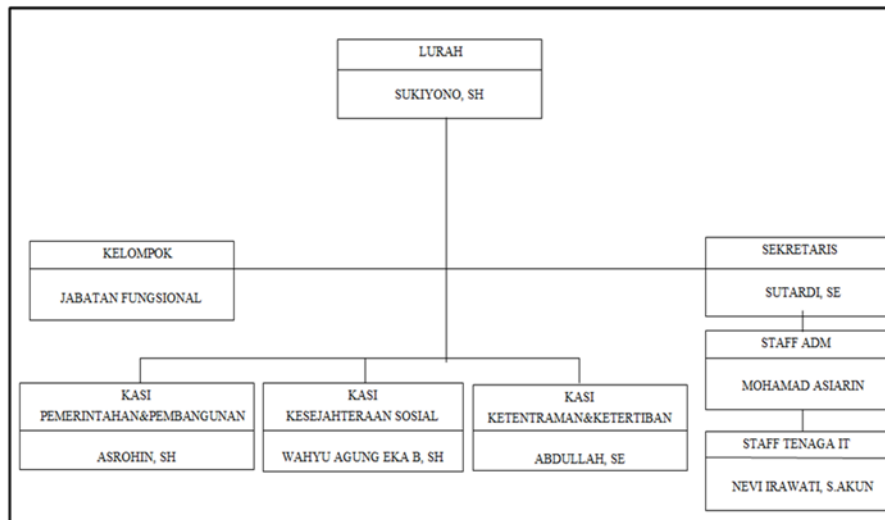 LURAH
SUKIYONO, SH
KELOMPOK
JABATAN FUNGSIONAL
SEKRETARIS
SUTARDI, SE
STAFF ADM
MOHAMAD ASIARIN
KASI
PEMERINTAHAN&PEMBANGUNAN
ASROHIN, SH
KASI
KESEJAHTERAAN SOSIAL
WAHYU AGUNG EKA B, SH
KASI
KETENTRAMAN&KETERTIBAN
ABDULLAH, SE
STAFF TENAGA IT
NEVI IRAWATI, S.AKUN